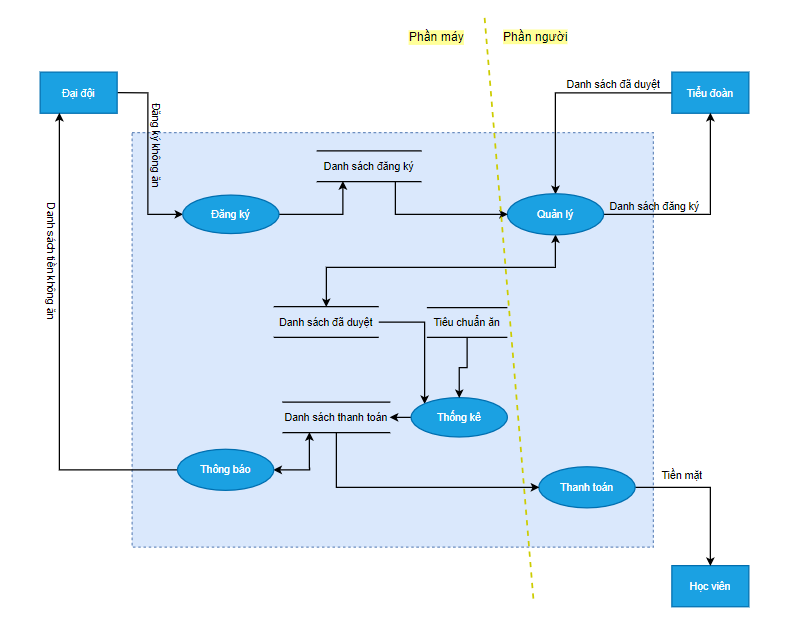 Phần máy
Phần người
Đại đội
Danh sách đã duyệt
Tiểu đoàn
Đăng ký không ăn
Danh sách đăng ký
Đăng ký
Quản lý
Danh sách đăng ký
Danh sách tiền không ăn
Danh sách đã duyệt
Tiêu chuẩn ăn
Danh sách thanh toán
Thống kê
Thông báo
Tiền mặt
Thanh toán
Học viên